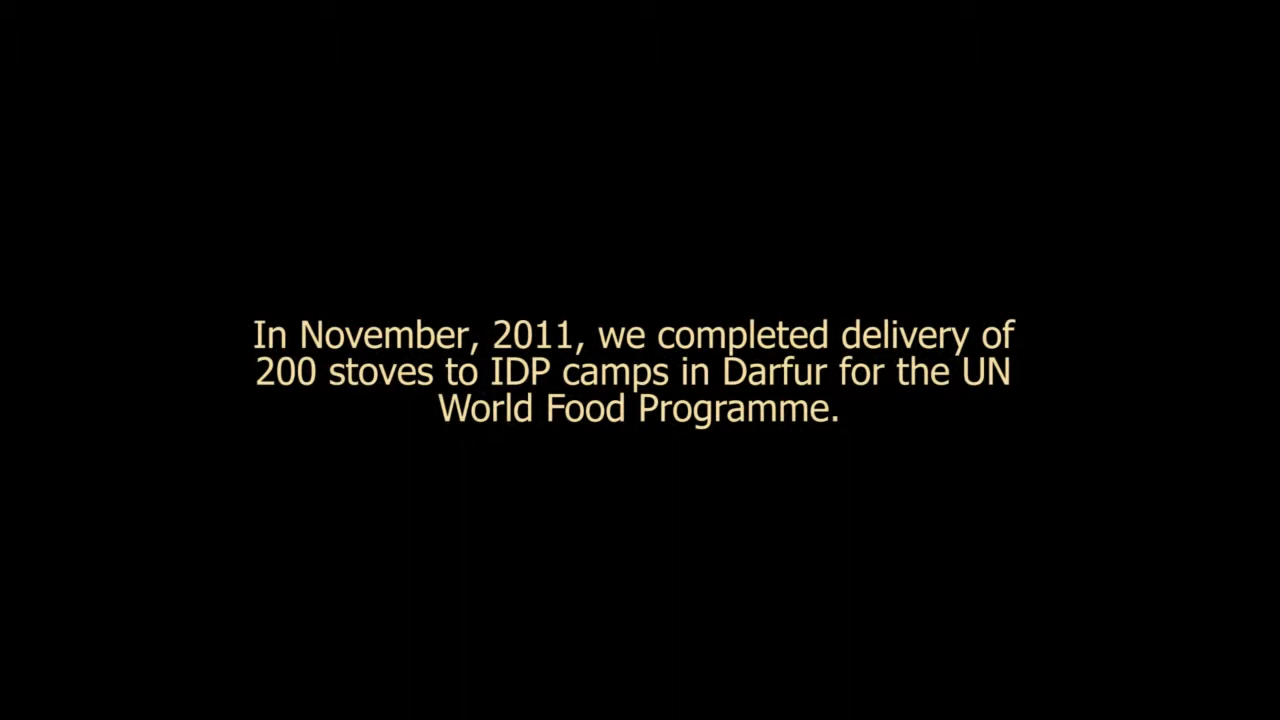 In November, 2011, we completed delivery of
200 stoves to IDP camps in Darfur for the UN
World Food Programme.